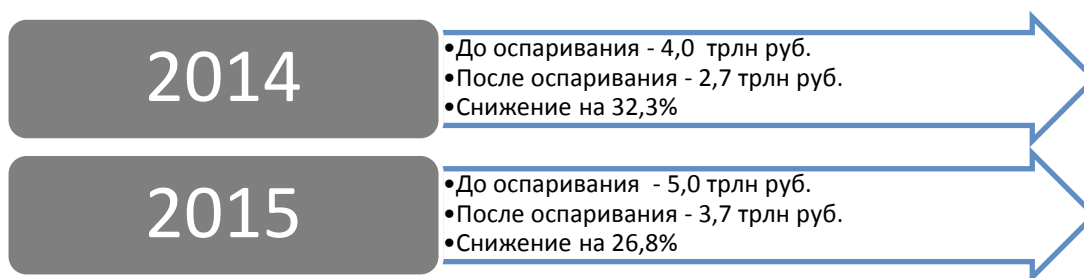 2014
•До оспаривания - 4,0 трлн руб.
•После оспаривания - 2,7 трлн руб.
•Снижение на 32,3%
2015
•До оспаривания - 5,0 трлн руб.
•После оспаривания - 3,7 трлн руб.
•Снижение на 26,8%